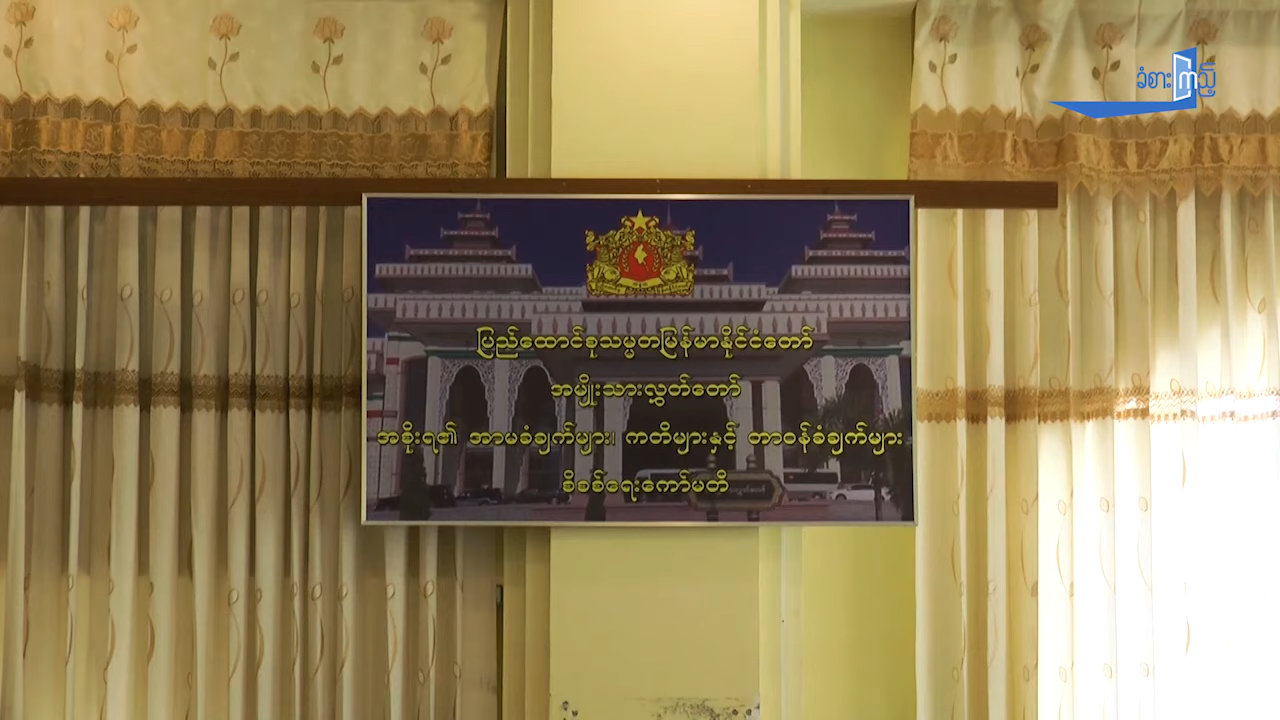 ခံစားကြည့်
ပြည်ထောင်စုသမ္မတမြန်မာနိုင်ငံတော်
အမျိုးသားလွှတ်တော်
အစိုးရ၏ အာမခံချက်များ၊ ကတိများနှင့် တာဝန်ခံချက်များ
စိစစ်ရေးကော်မတီ